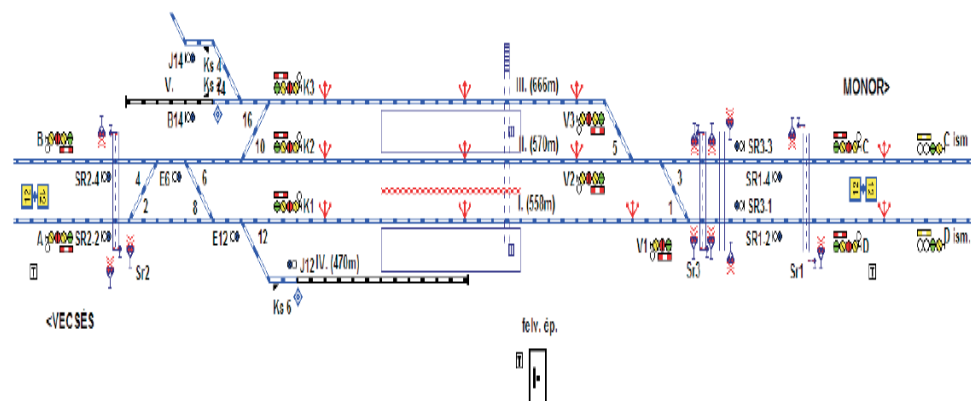 J14
Ks 4
V.
Ks 2
14
K3
III. (666m)
MONOR>
B14
16
V3
B
10
K2
II. (570m)
5
SR3-3
C
C ism.
SR2-4
4
E6
6
V2
3
SR1-4
12
2
8
K1
I. (558m)
1
SR3-1
12
A
SR2-2
E12
12
V1
SR1-2
D
D ism.
T
Sr2
J12
IV. (470m)
Sr3
Sr1
T
Ks 6
<VECSÉS
felv. ép.
T